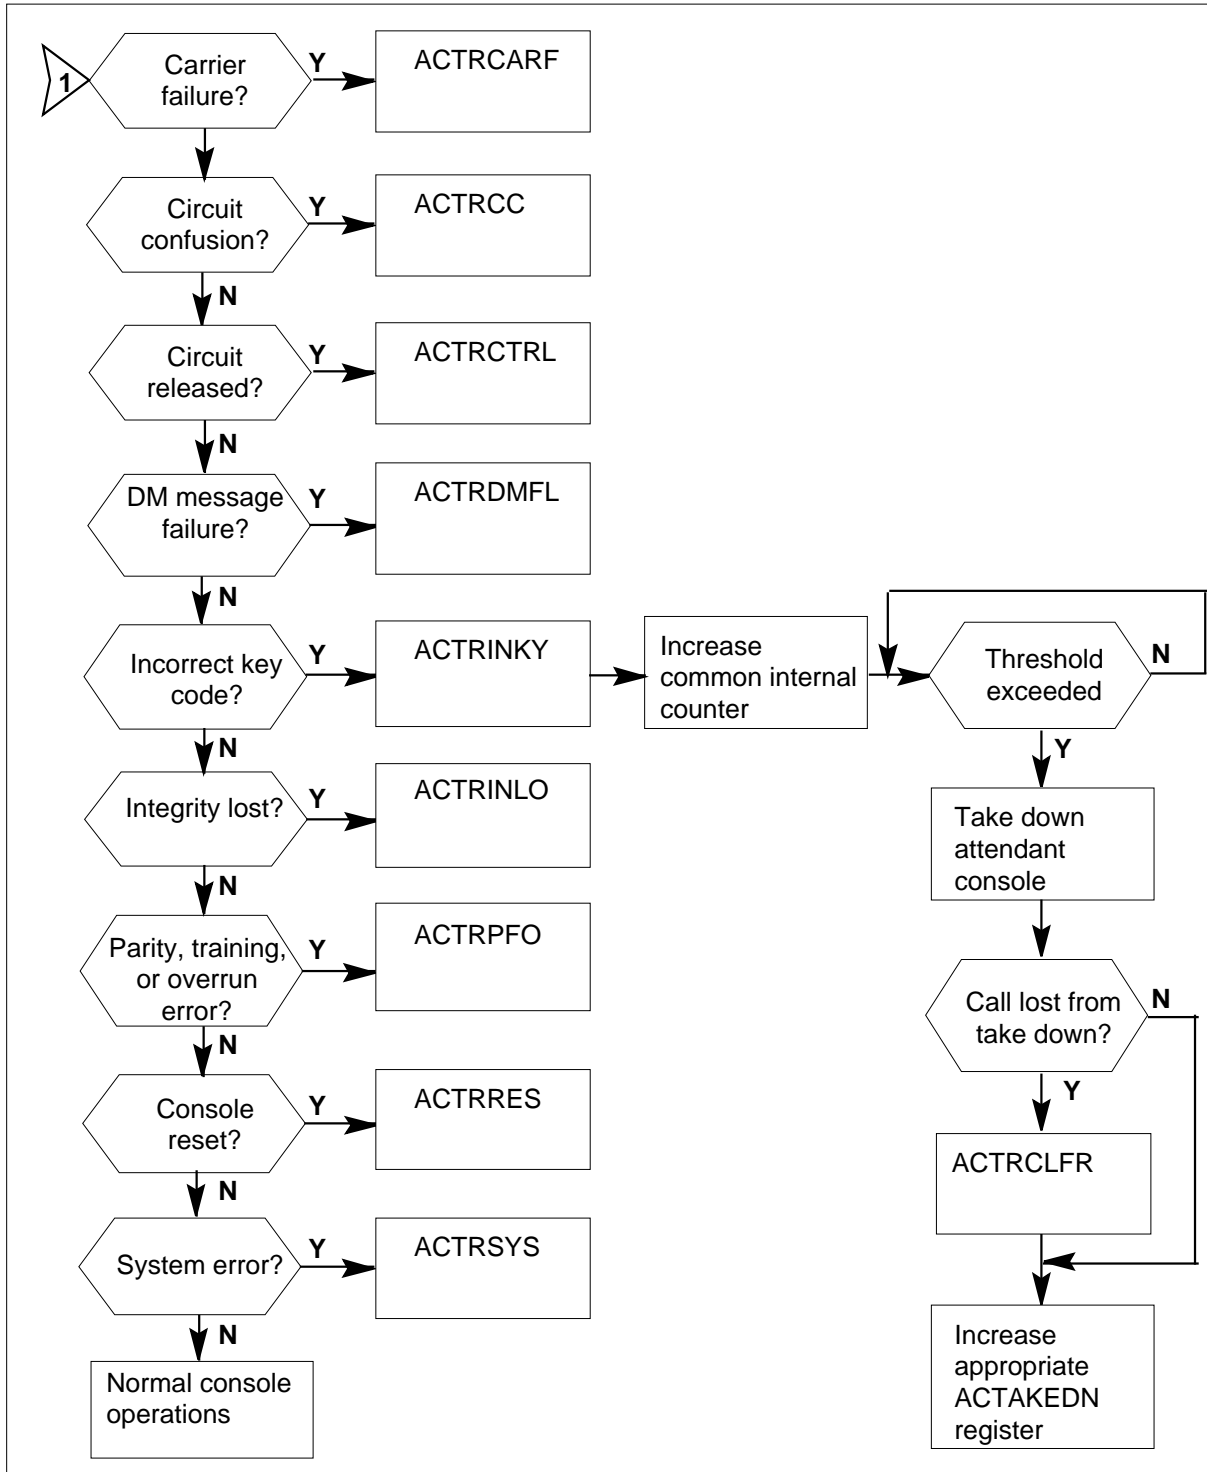 1
Carrier
failure?
Y
ACTRCARF
Circuit
confusion?
Y
ACTRCC
N
Circuit
released?
Y
ACTRCTRL
N
DM message
failure?
Y
ACTRDMFL
N
Incorrect key
code?
Y
ACTRINKY
Increase
common internal
counter
Threshold
exceeded
N
Y
N
Integrity lost?
Y
ACTRINLO
Take down
attendant
console
N
Parity, training,
or overrun
error?
Y
ACTRPFO
Call lost from
take down?
N
Y
N
Console
reset?
Y
ACTRRES
ACTRCLFR
N
System error?
Y
ACTRSYS
N
Normal console
operations
Increase
appropriate
ACTAKEDN
register